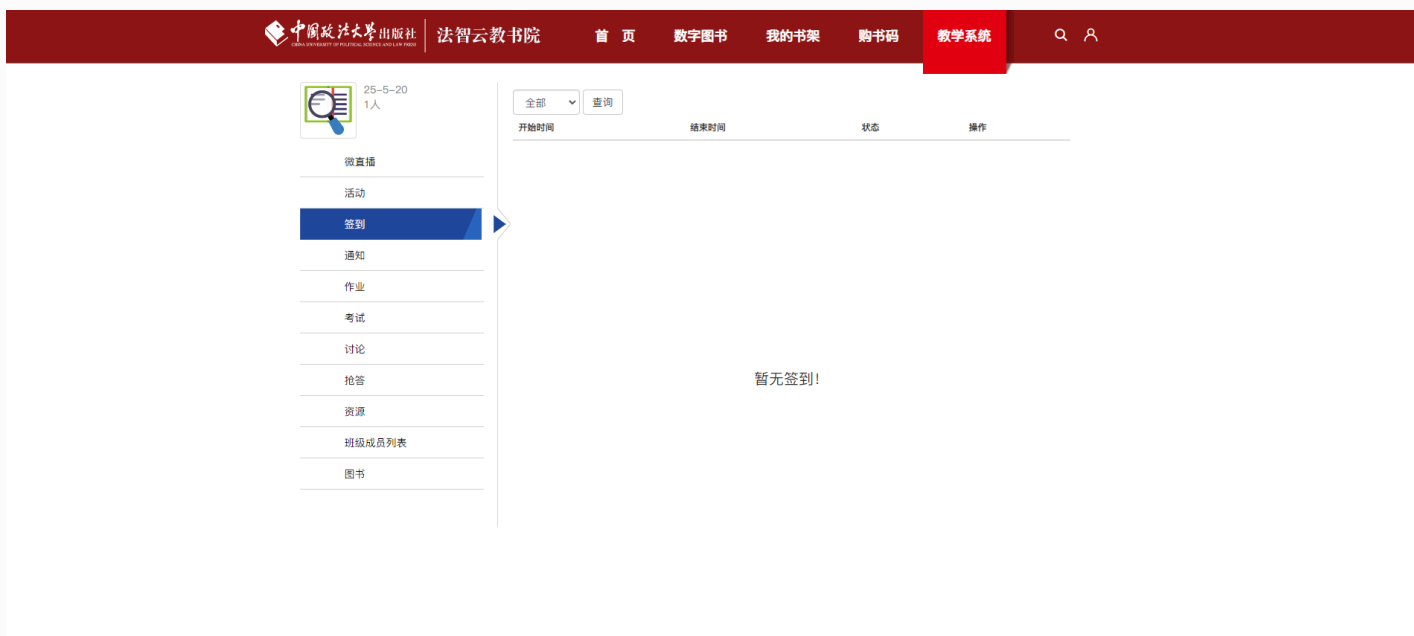 中国政法大学出版社
CHINA UNIVERSITY OF POLITICAL SCIENCE AND LAW PRESS
法智云教书院
首 页
数字图书
我的书架
购书码
教学系统
25-5-20
1人
微直播
活动
签到
通知
作业
考试
讨论
抢答
资源
班级成员列表
图书
全部
查询
开始时间 结束时间 状态 操作
暂无签到!